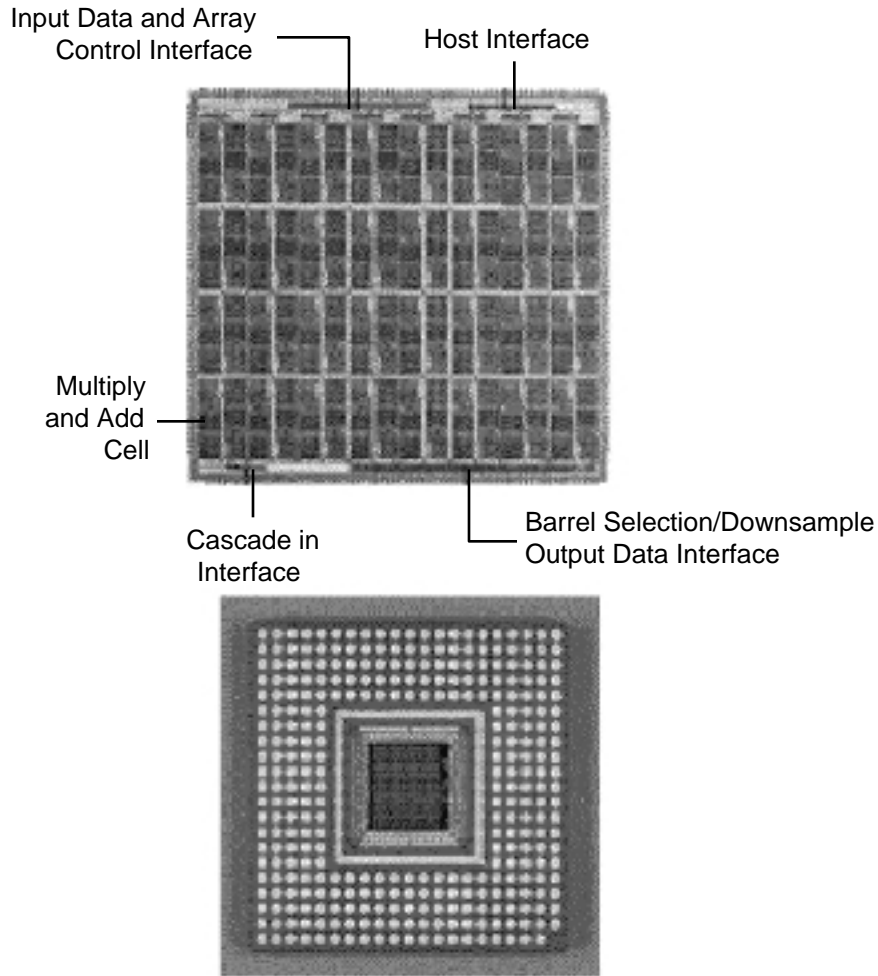 Input Data and Array
Control Interface
Host Interface
Multiply
and Add
Cell
Cascade in
Interface
Barrel Selection/Downsample
Output Data Interface